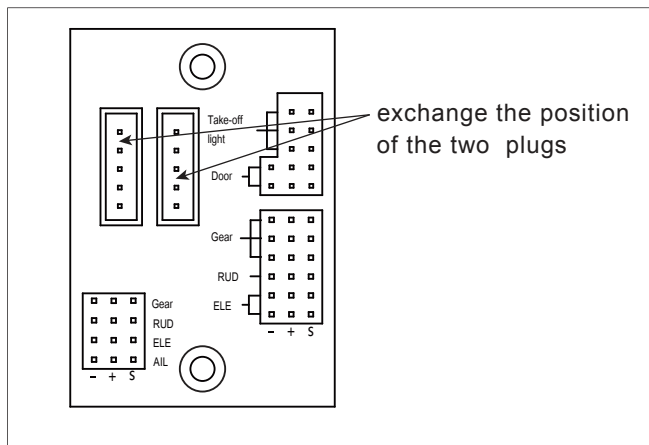 Take-off
light
exchange the position
of the two plugs
Door
Gear
RUD
ELE
- + S
Gear
RUD
ELE
AIL
- + S